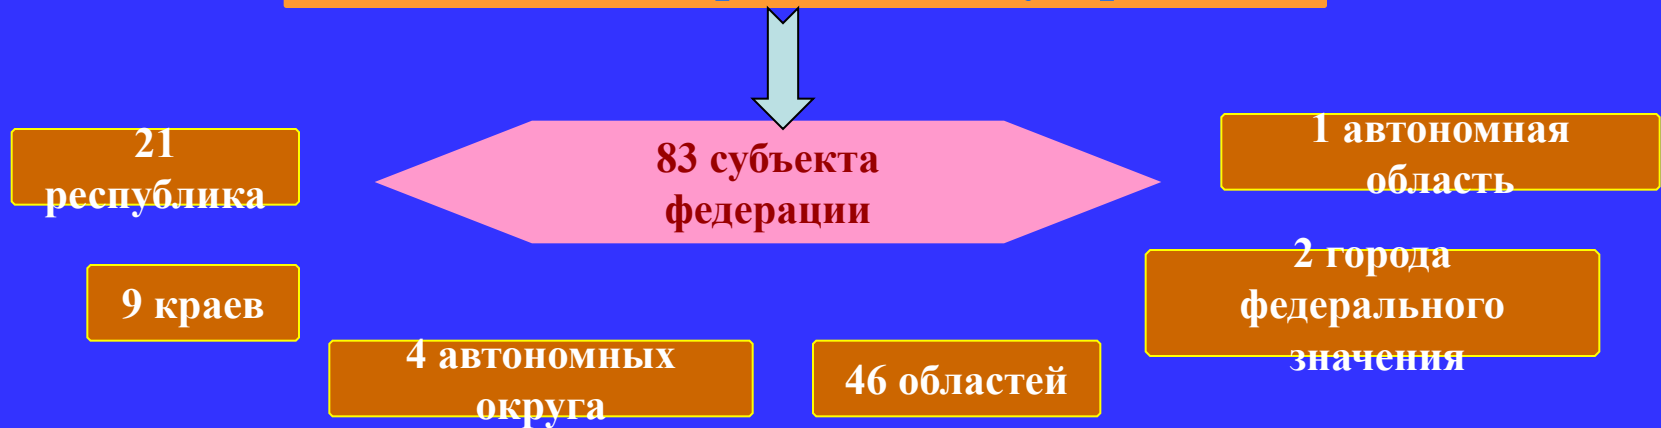 83 субъекта
федерации
21
республика
1 автономная
область
9 краев
2 города
федерального
значения
4 автономных
округа
46 областей